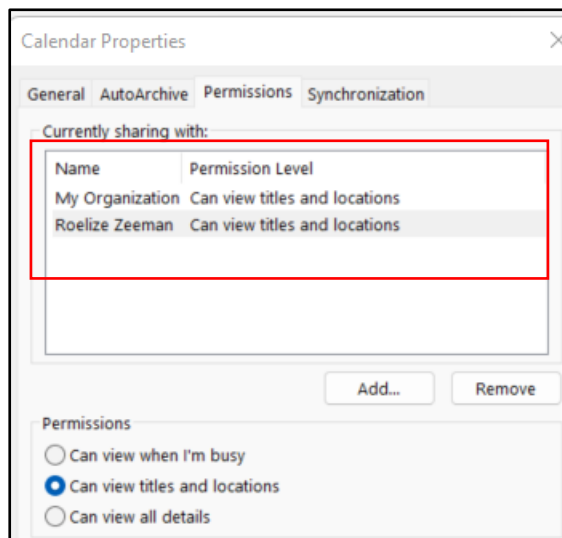 Calendar Properties
General AutoArchive Permissions Synchronization
Currently sharing with:
Name Permission Level
My Organization Can view titles and locations
Roelize Zeeman Can view titles and locations
Add... Remove
Permissions
Can view when I'm busy
Can view titles and locations
Can view all details